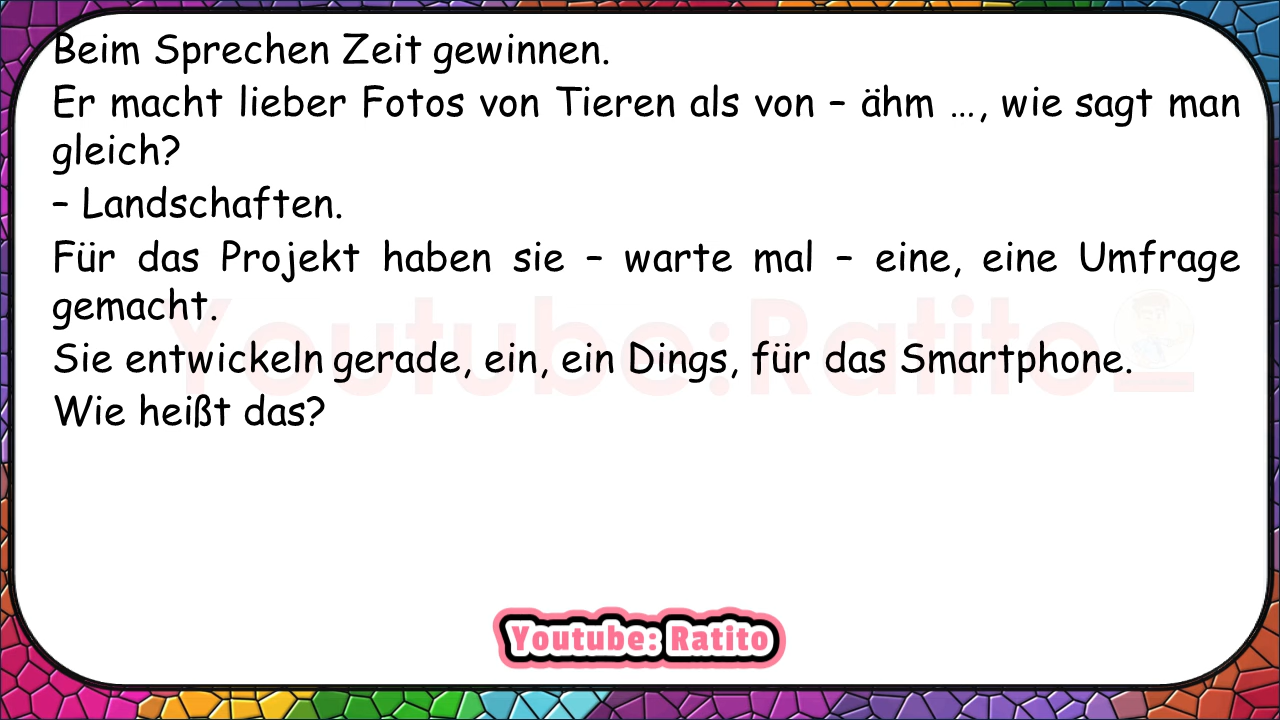 Beim Sprechen Zeit gewinnen.
Er macht lieber Fotos von Tieren als von – ähm …, wie sagt man
gleich?
– Landschaften.
Für das Projekt haben sie – warte mal – eine, eine Umfrage
gemacht.
Youtube:Ratito
Sie entwickeln gerade, ein, ein Dings, für das Smartphone.
Wie heißt das?
Youtube: Ratito